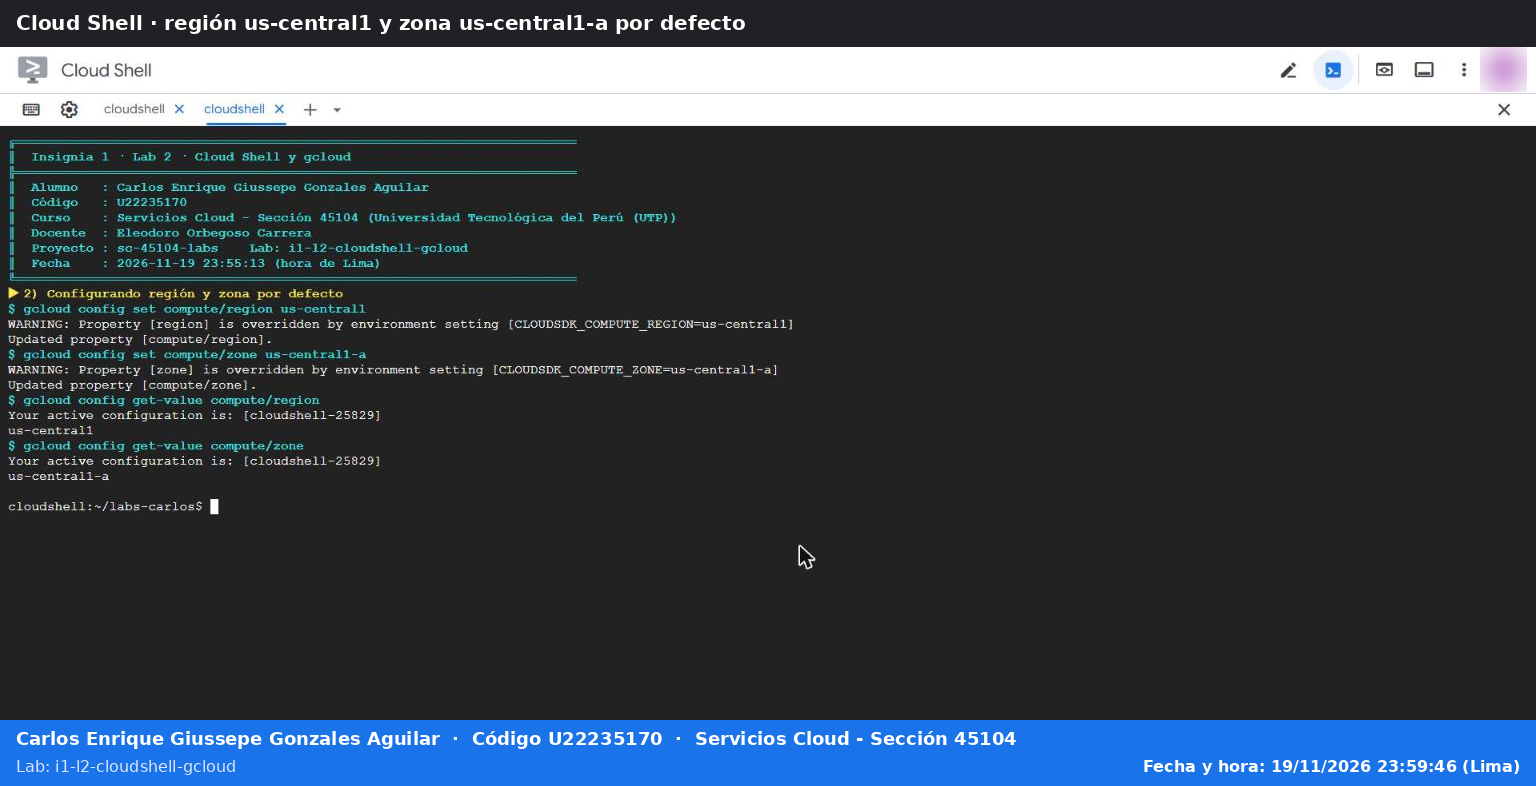 Cloud Shell · región us-central1 y zona us-central1-a por defecto
Cloud Shell
cloudshell
cloudshell
Insignia 1 · Lab 2 · Cloud Shell y gcloud
Alumno : Carlos Enrique Giussepe Gonzales Aguilar
Código : U22235170
Curso : Servicios Cloud - Sección 45104 (Universidad Tecnológica del Perú (UTP))
Docente : Eleodoro Orbegoso Carrera
Proyecto : sc-45104-labs Lab: i1-l2-cloudshell-gcloud
Fecha : 2026-11-19 23:55:13 (hora de Lima)
▶ 2) Configurando región y zona por defecto
$ gcloud config set compute/region us-central1
WARNING: Property [region] is overridden by environment setting [CLOUDSDK_COMPUTE_REGION=us-central1]
Updated property [compute/region].
$ gcloud config set compute/zone us-central1-a
WARNING: Property [zone] is overridden by environment setting [CLOUDSDK_COMPUTE_ZONE=us-central1-a]
Updated property [compute/zone].
$ gcloud config get-value compute/region
Your active configuration is: [cloudshell-25829]
us-central1
$ gcloud config get-value compute/zone
Your active configuration is: [cloudshell-25829]
us-central1-a
cloudshell:~/labs-carlos$
Carlos Enrique Giussepe Gonzales Aguilar · Código U22235170 · Servicios Cloud - Sección 45104
Lab: i1-l2-cloudshell-gcloud
Fecha y hora: 19/11/2026 23:59:46 (Lima)